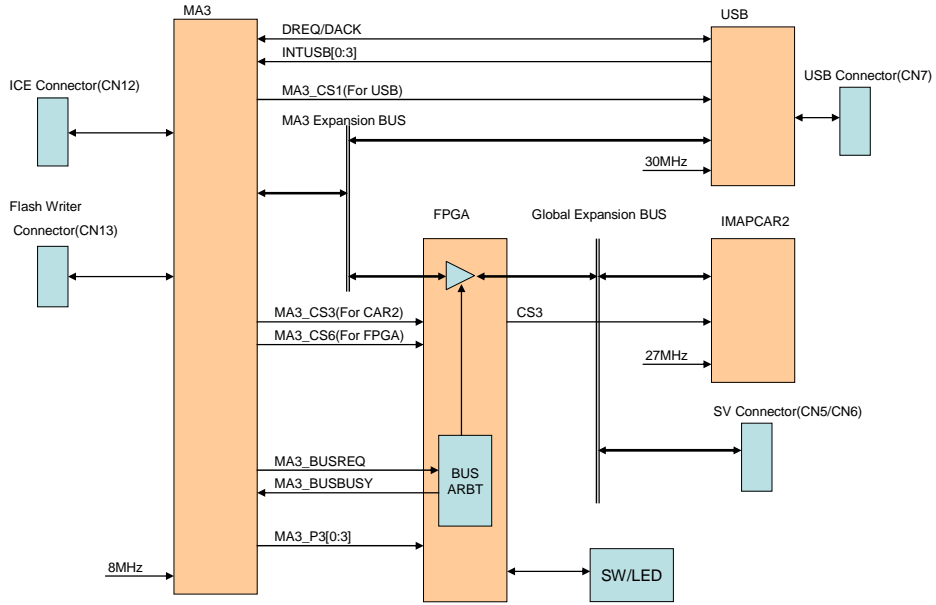 MA3
USB
DREQ/DACK
INTUSB[0:3]
ICE Connector(CN12)
USB Connector(CN7)
MA3_CS1(For USB)
MA3 Expansion BUS
30MHz
Flash Writer
Connector(CN13)
FPGA
Global Expansion BUS
IMAPCAR2
MA3_CS3(For CAR2)
CS3
MA3_CS6(For FPGA)
27MHz
SV Connector(CN5/CN6)
MA3_BUSREQ
BUS
ARBT
MA3_BUSBUSY
MA3_P3[0:3]
8MHz
SW/LED